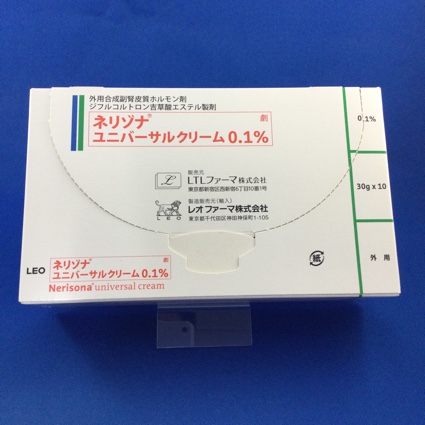 外用合成副腎皮質ホルモン剤
ジフルコルトロン吉草酸エステル製剤
ネリゾナ® 劇
ユニバーサルクリーム0.1%
販売元
L
LTLファーマ株式会社
東京都新宿区西新宿6丁目10番1号
製造販売元(輸入)
LEO
レオファーマ株式会社
東京都千代田区神田神保町1-105
0.1%
30g x 10
外用
紙
LEO
ネリゾナ® 劇
ユニバーサルクリーム0.1%
Nerisona® universal cream